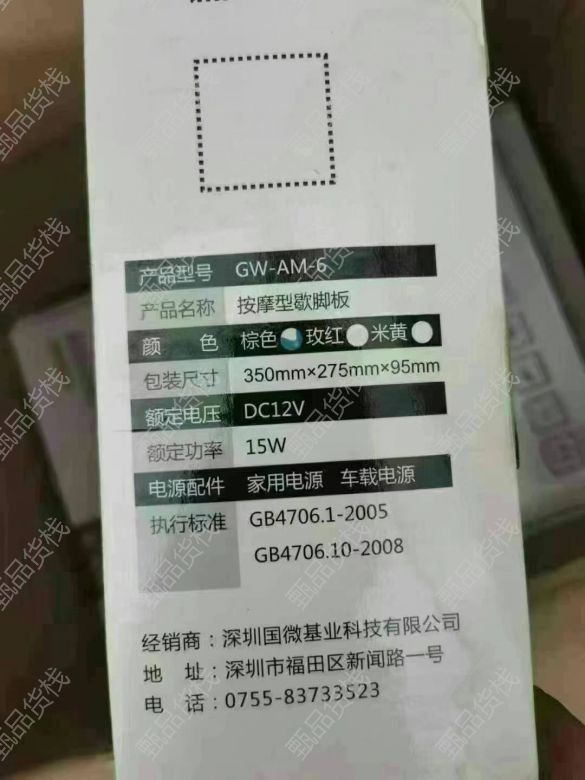 产品型号 GW-AM-6
产品名称 按摩型歇脚板
颜 色 棕色 玫红 米黄
包装尺寸 350mm×275mm×95mm
额定电压 DC12V
额定功率 15W
电源配件 家用电源 车载电源
执行标准 GB4706.1-2005
GB4706.10-2008
经销商：深圳国微基业科技有限公司
地 址：深圳市福田区新闻路一号
电 话：0755-83733523
甄品货栈